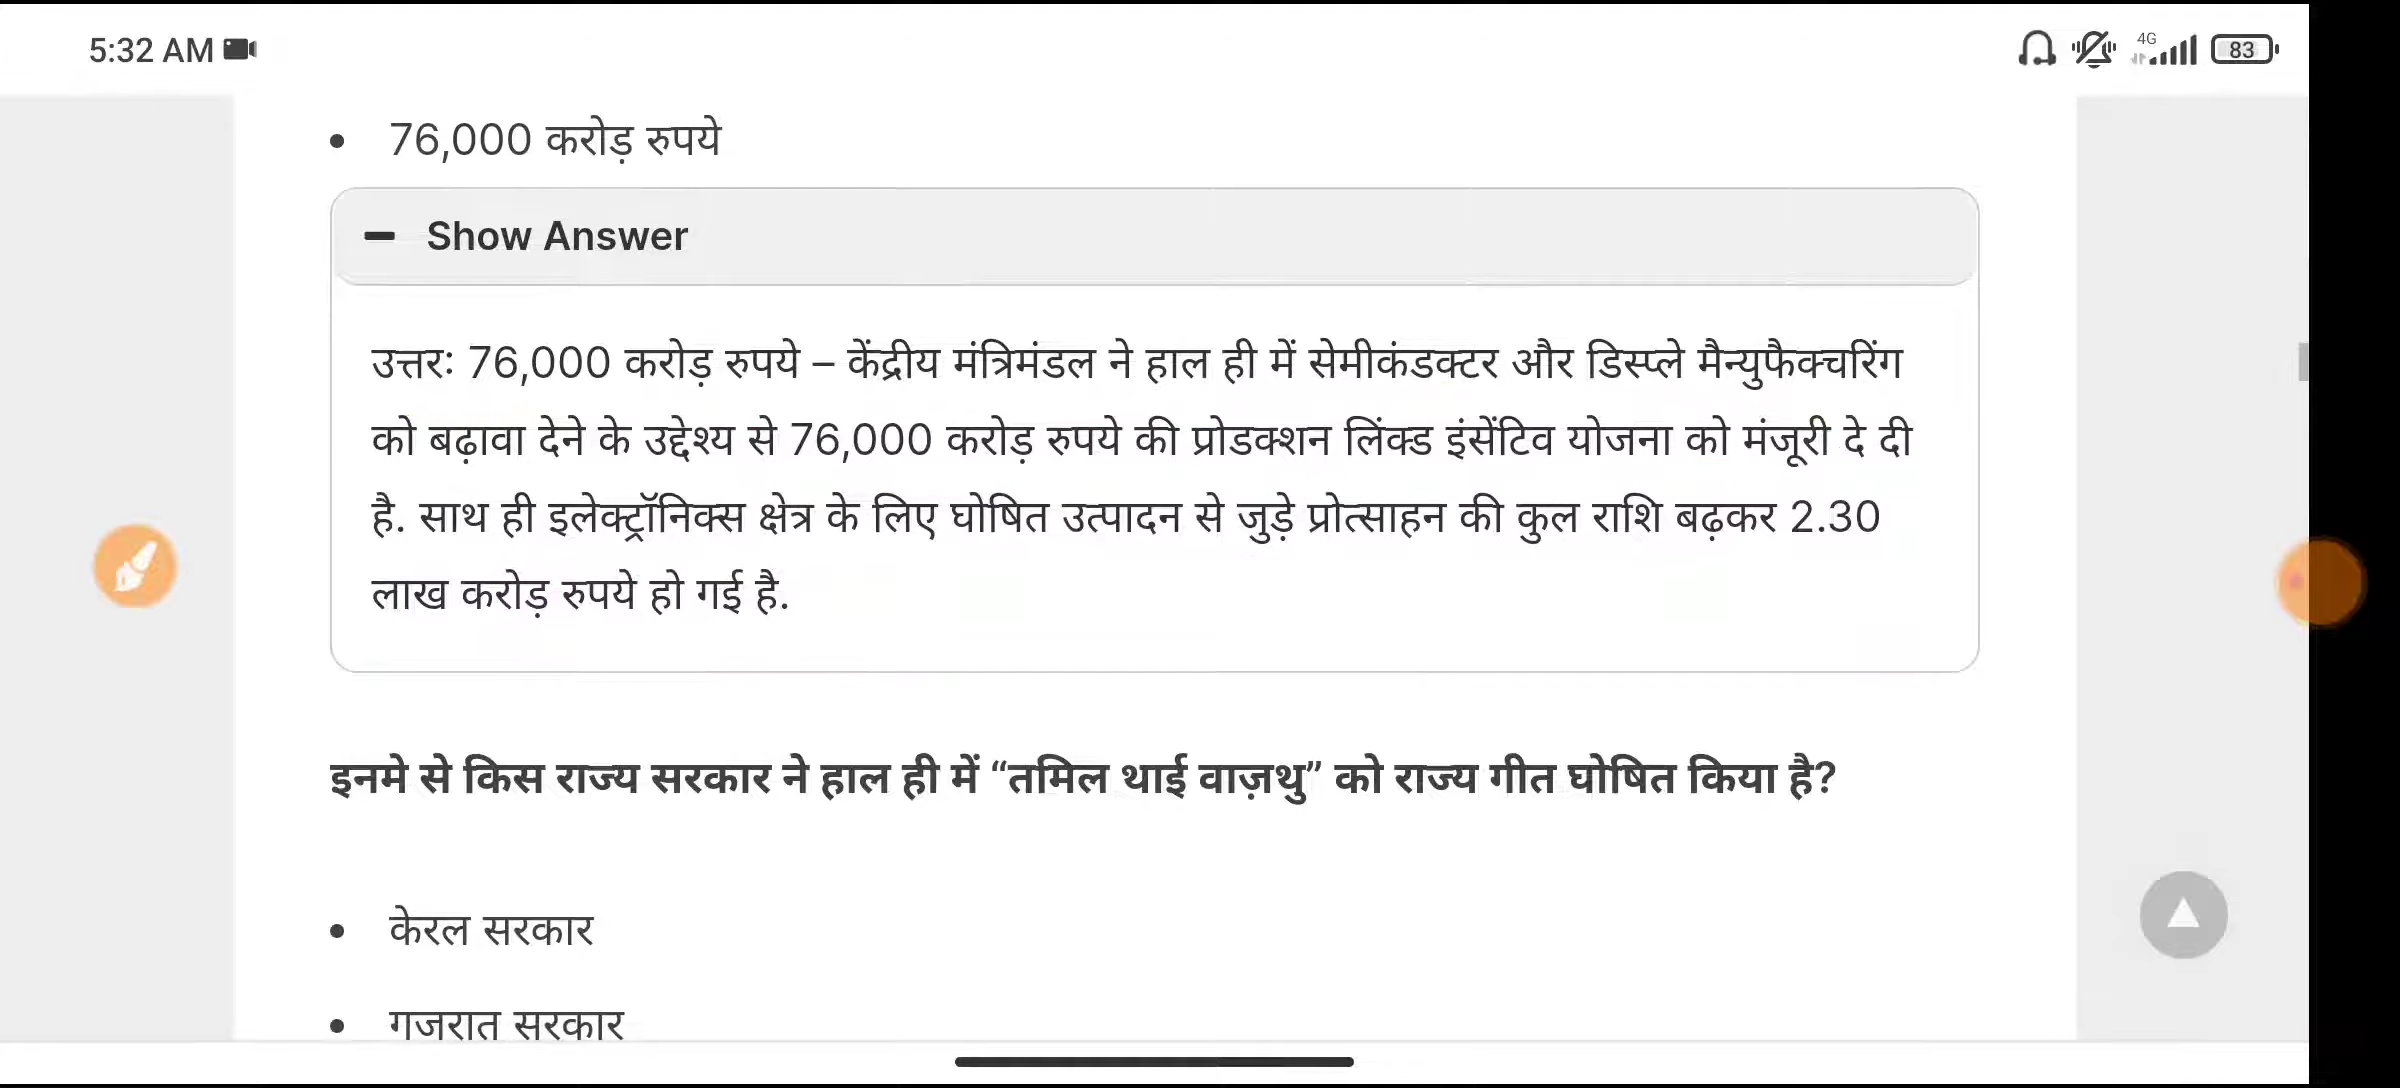 5:32 AM
4G
83
• 76,000 करोड़ रुपये
Show Answer
उत्तर: 76,000 करोड़ रुपये – केंद्रीय मंत्रिमंडल ने हाल ही में सेमीकंडक्टर और डिस्प्ले मैन्युफैक्चरिंग
को बढ़ावा देने के उद्देश्य से 76,000 करोड़ रुपये की प्रोडक्शन लिंक्ड इंसेंटिव योजना को मंजूरी दे दी
है. साथ ही इलेक्ट्रॉनिक्स क्षेत्र के लिए घोषित उत्पादन से जुड़े प्रोत्साहन की कुल राशि बढ़कर 2.30
लाख करोड़ रुपये हो गई है.
इनमे से किस राज्य सरकार ने हाल ही में “तमिल थाई वाज़थु” को राज्य गीत घोषित किया है?
• केरल सरकार
• गुजरात सरकार